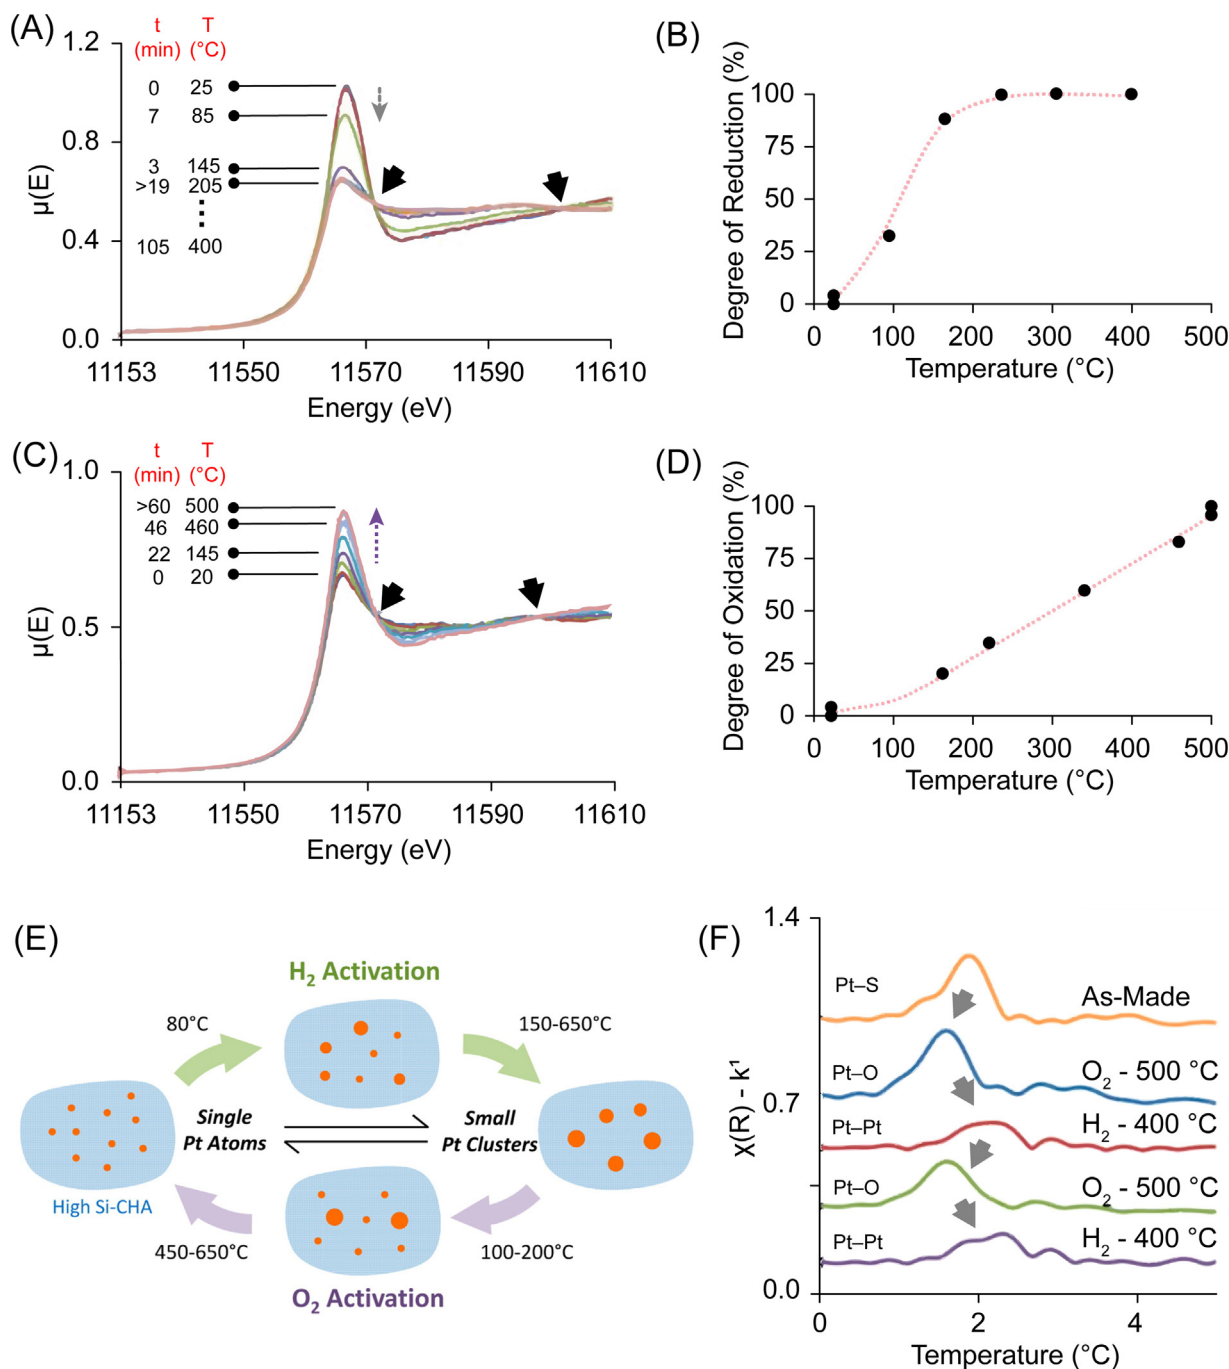 (A)
t T
(min) (°C)
0 25
7 85
3 145
>19 205
105 400
1.2
0.8
0.4
0.0
μ(E)
11153 11550 11570 11590 11610
Energy (eV)
(B)
Degree of Reduction (%)
100
75
50
25
0
0 100 200 300 400 500
Temperature (°C)
(C)
t T
(min) (°C)
>60 500
46 460
22 145
0 20
1.0
0.5
0.0
μ(E)
11153 11550 11570 11590 11610
Energy (eV)
(D)
Degree of Oxidation (%)
100
75
50
25
0
0 100 200 300 400 500
Temperature (°C)
(E)
H₂ Activation
80°C
150-650°C
Single
Pt Atoms
Small
Pt Clusters
High Si-CHA
450-650°C
100-200°C
O₂ Activation
(F)
χ(R) - k¹
1.4
0.7
0.0
Pt–S As-Made
Pt–O O₂ - 500 °C
Pt–Pt H₂ - 400 °C
Pt–O O₂ - 500 °C
Pt–Pt H₂ - 400 °C
0 2 4
Temperature (°C)